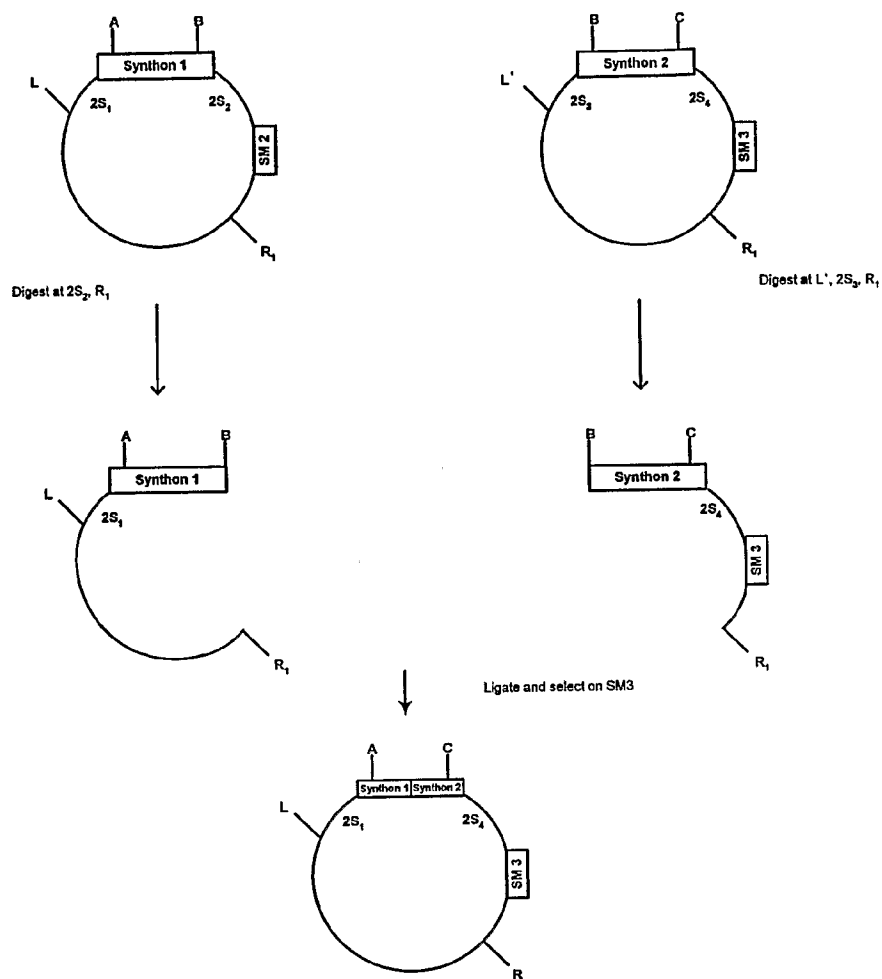 A B
Synthon 1
L
2S₁ 2S₂
SM 2
R₁
Digest at 2S₂, R₁
B C
Synthon 2
L'
2S₃ 2S₄
SM 3
R₁
Digest at L', 2S₃, R₁
A B
Synthon 1
L
2S₁
R₁
B C
Synthon 2
2S₄
SM 3
R₁
Ligate and select on SM3
A C
Synthon 1 Synthon 2
L
2S₁ 2S₄
SM 3
R